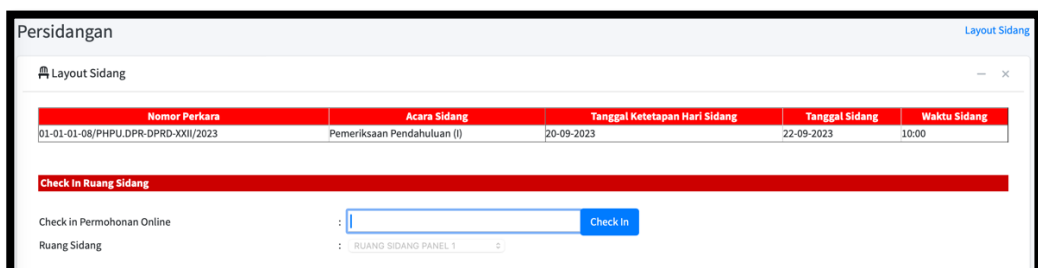 Persidangan
Layout Sidang
Layout Sidang
Nomor Perkara Acara Sidang Tanggal Ketetapan Hari Sidang Tanggal Sidang Waktu Sidang
01-01-01-08/PHPU.DPR-DPRD-XXII/2023 Pemeriksaan Pendahuluan (I) 20-09-2023 22-09-2023 10:00
Check In Ruang Sidang
Check in Permohonan Online : Check In
Ruang Sidang : RUANG SIDANG PANEL 1